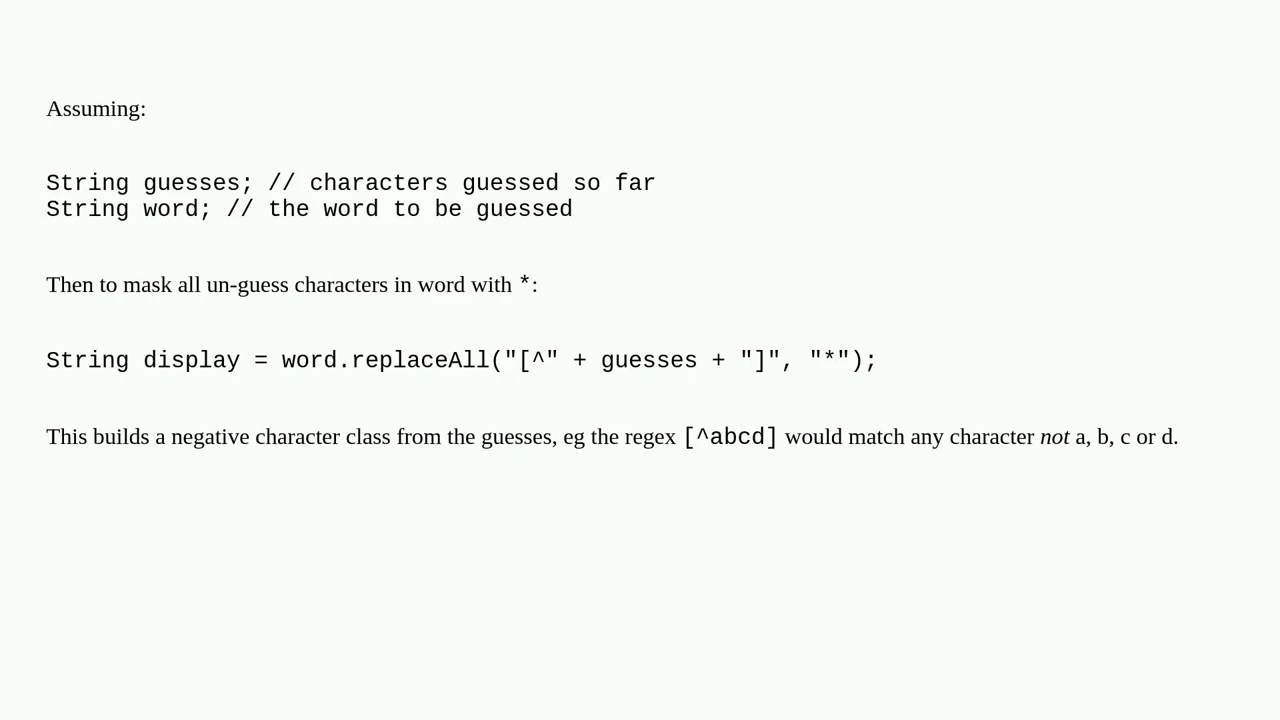 Assuming:
String guesses; // characters guessed so far
String word; // the word to be guessed
Then to mask all un-guess characters in word with *:
String display = word.replaceAll("[^" + guesses + "]", "*");
This builds a negative character class from the guesses, eg the regex [^abcd] would match any character not a, b, c or d.